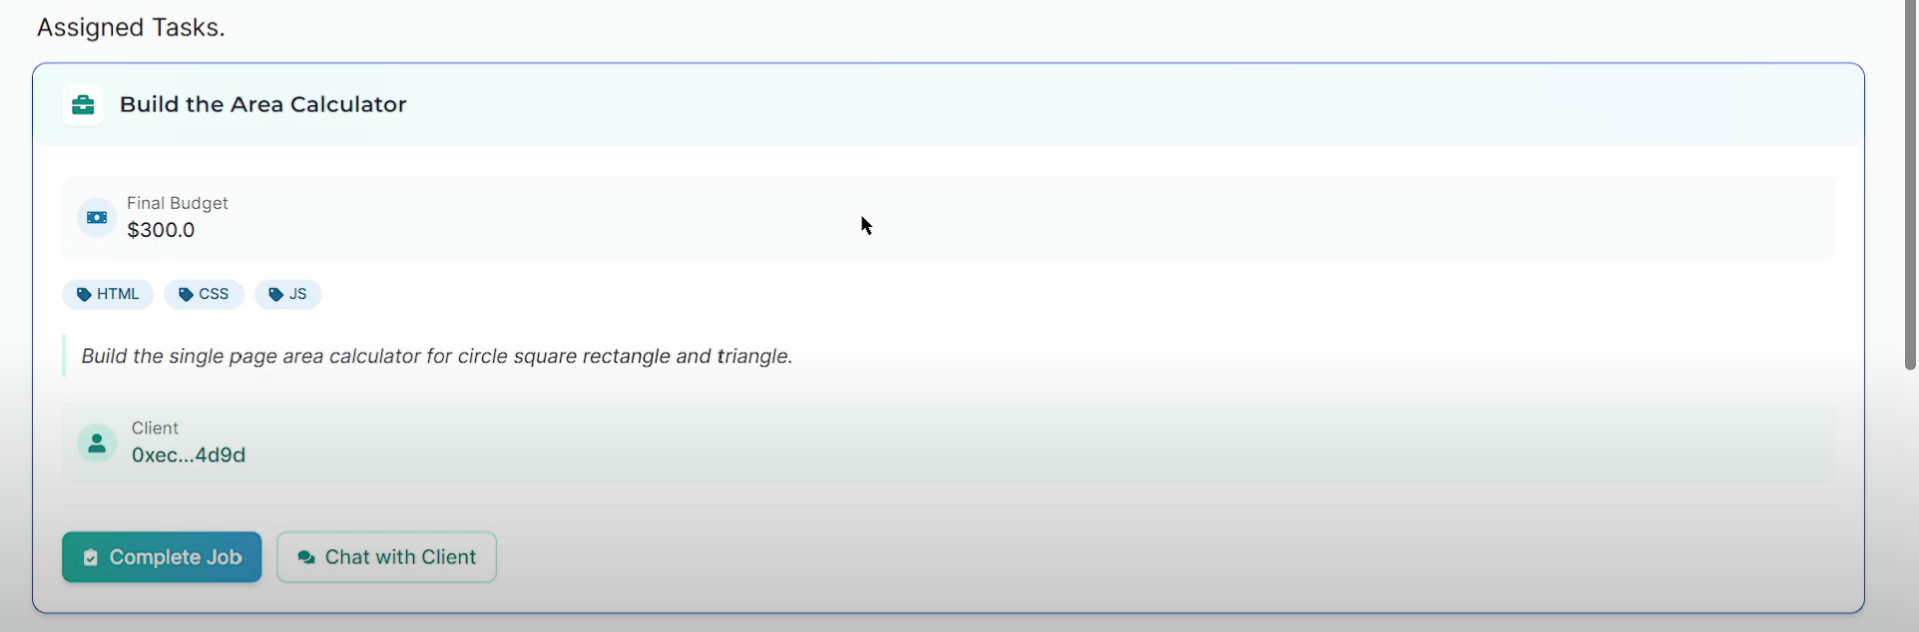 Assigned Tasks.
Build the Area Calculator
Final Budget
$300.0
HTML CSS JS
Build the single page area calculator for circle square rectangle and triangle.
Client
0xec...4d9d
Complete Job Chat with Client